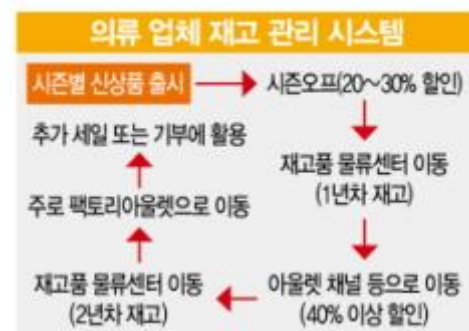 의류 업체 재고 관리 시스템
시즌별 신상품 출시
시즌오프(20~30% 할인)
재고품 물류센터 이동
(1년차 재고)
아울렛 채널 등으로 이동
(40% 이상 할인)
재고품 물류센터 이동
(2년차 재고)
주로 팩토리아울렛으로 이동
추가 세일 또는 기부에 활용